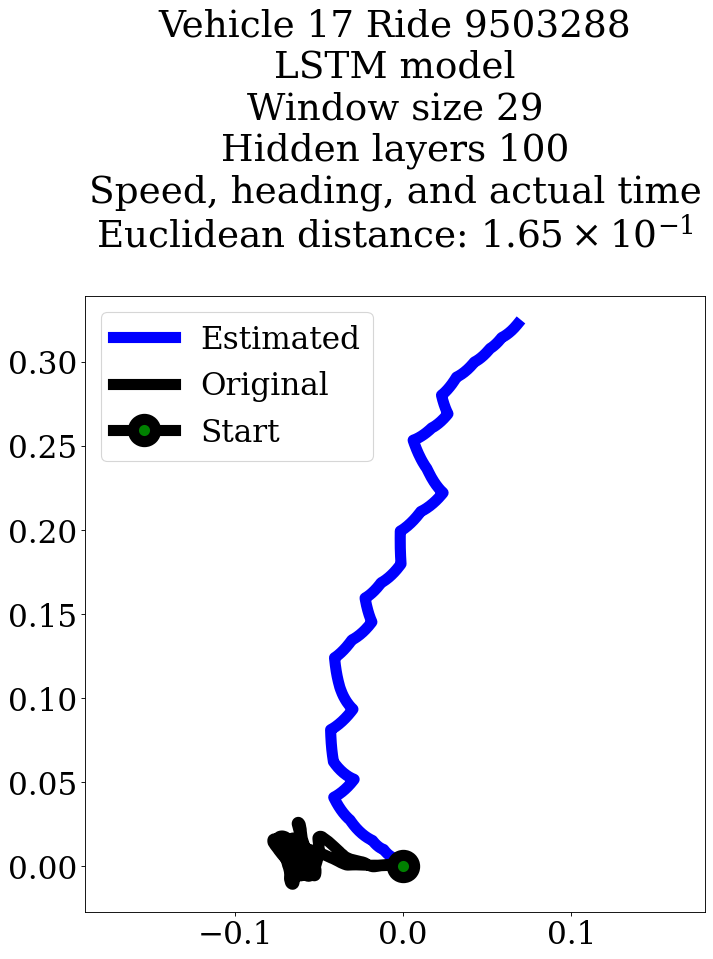 Vehicle 17 Ride 9503288
LSTM model
Window size 29
Hidden layers 100
Speed, heading, and actual time
Euclidean distance: 1.65 × 10⁻¹
Estimated
Original
Start
0.30
0.25
0.20
0.15
0.10
0.05
0.00
−0.1 0.0 0.1